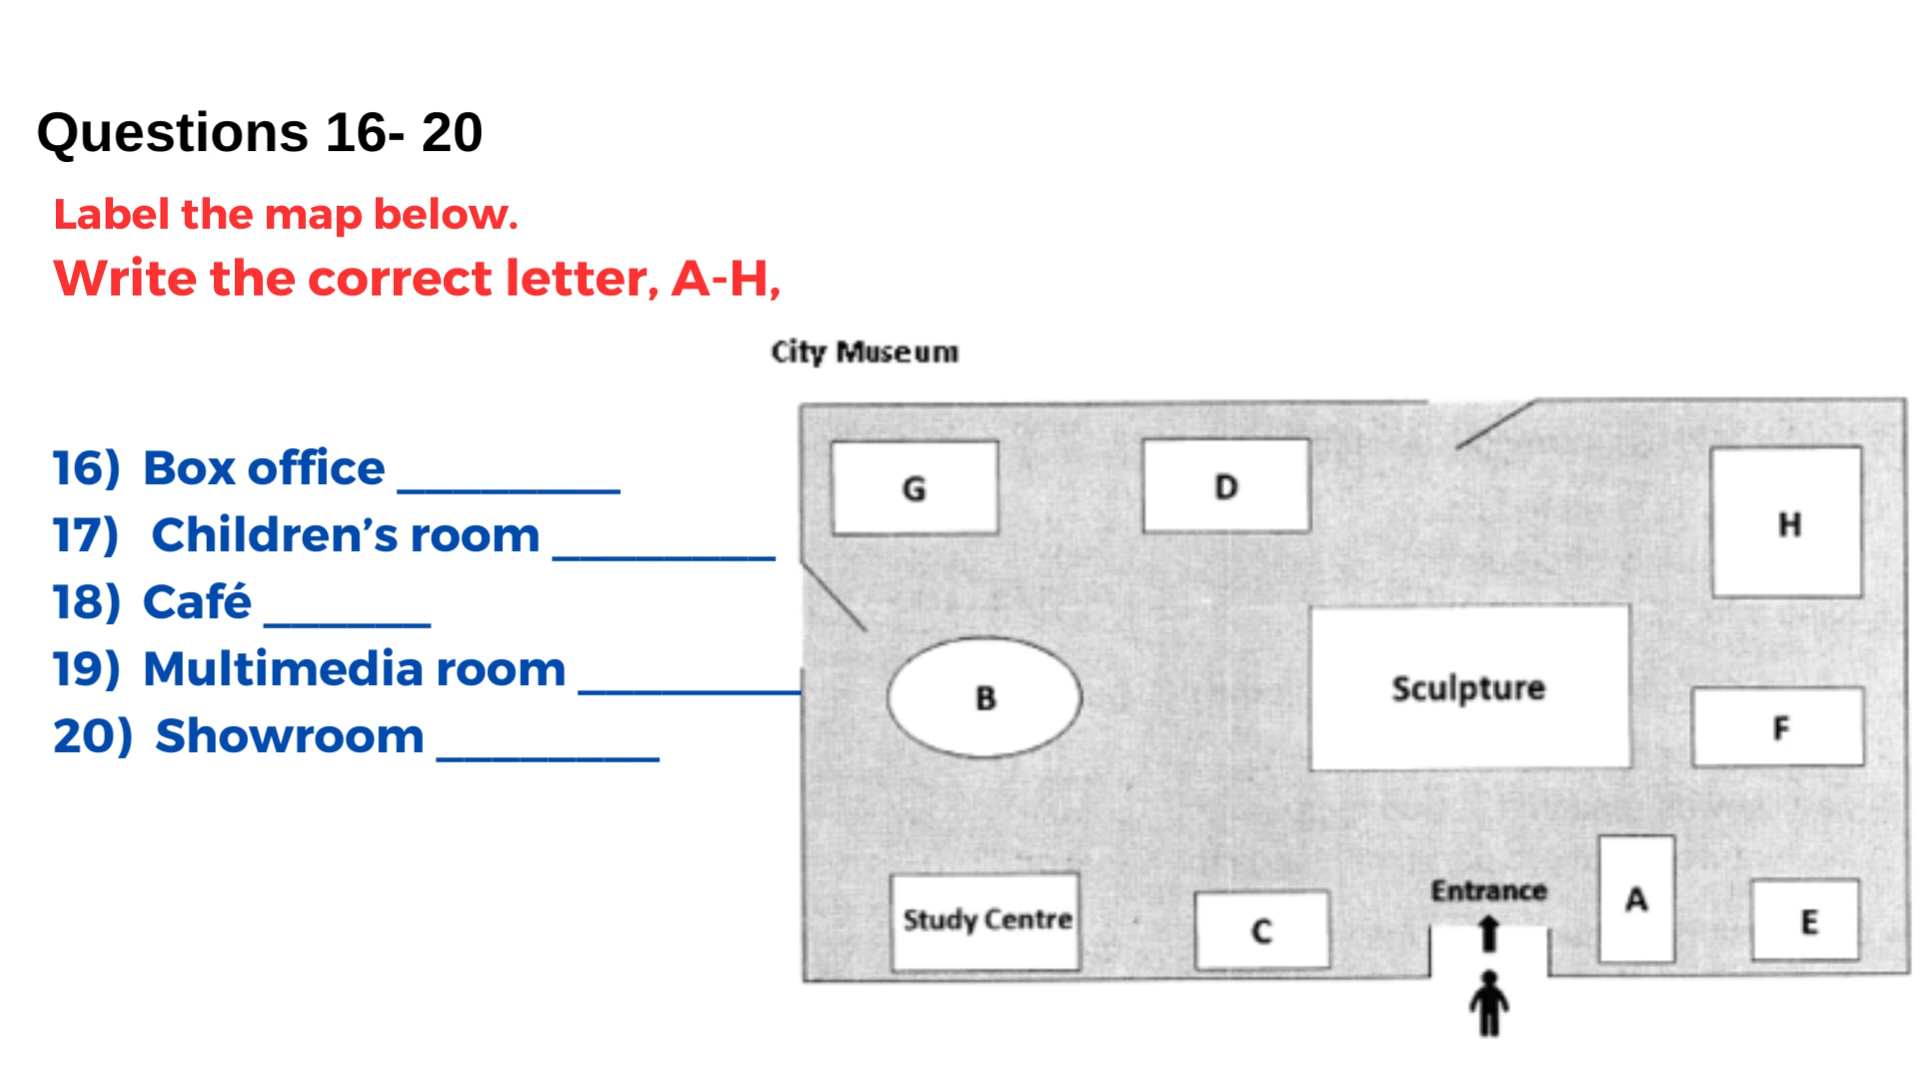 Questions 16- 20
Label the map below.
Write the correct letter, A-H,
City Museum
16) Box office ________
17) Children’s room ________
18) Café ______
19) Multimedia room ________
20) Showroom ________
G
D
H
B
Sculpture
F
Study Centre
C
Entrance
A
E